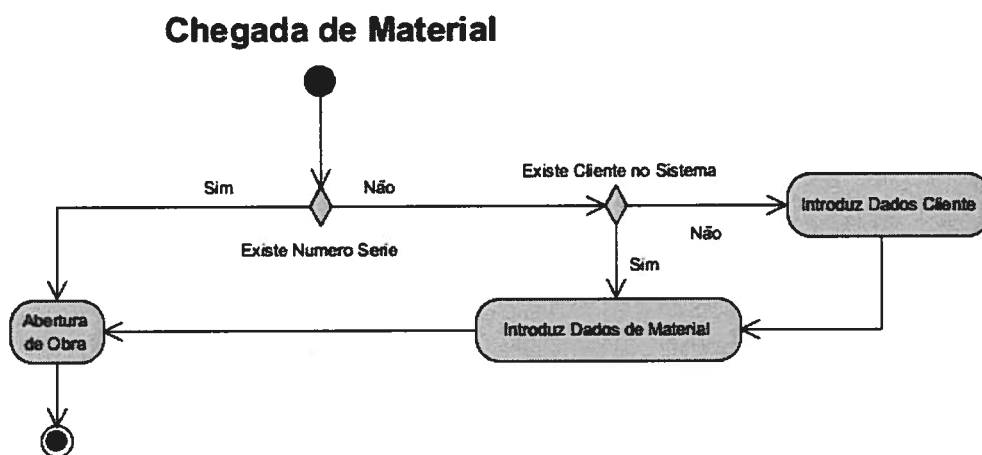 Chegada de Material
Existe Cliente no Sistema
Sim
Não
Introduz Dados Cliente
Não
Existe Numero Serie
Sim
Abertura
de Obra
Introduz Dados de Material